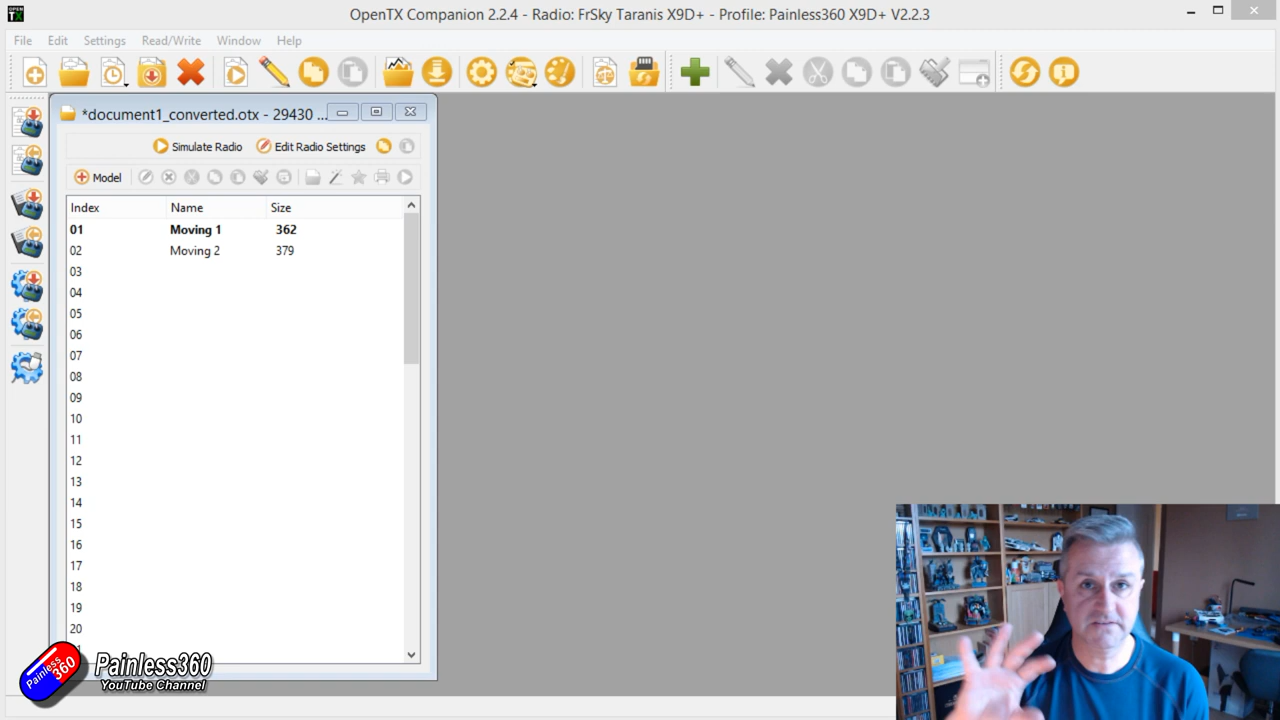 OPEN
TX
OpenTX Companion 2.2.4 - Radio: FrSky Taranis X9D+ - Profile: Painless360 X9D+ V2.2.3
File Edit Settings Read/Write Window Help
*document1_converted.otx - 29430 ...
Simulate Radio Edit Radio Settings
Model
Index Name Size
01 Moving 1 362
02 Moving 2 379
03
04
05
06
07
08
09
10
11
12
13
14
15
16
17
18
19
20
Painless
360
Painless360
YouTube Channel